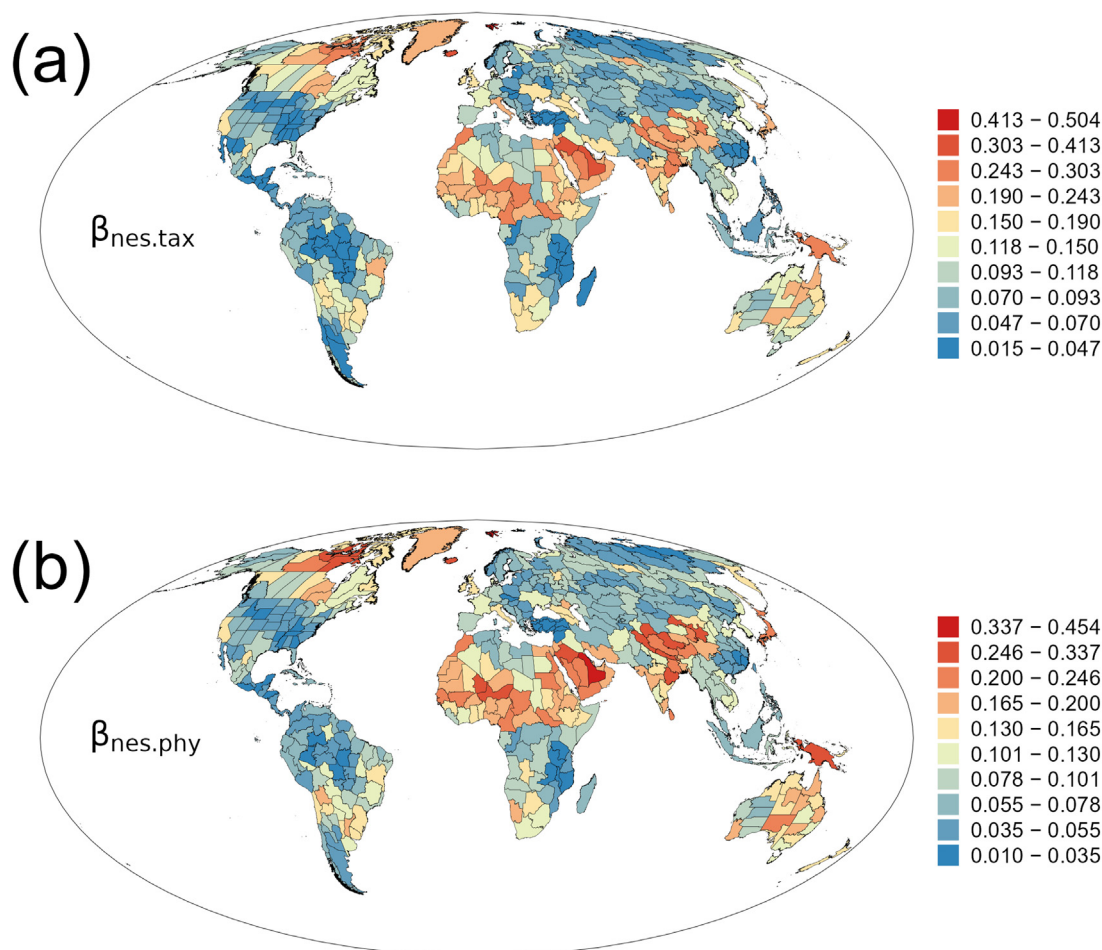 (a)
βnes.tax
0.413 – 0.504
0.303 – 0.413
0.243 – 0.303
0.190 – 0.243
0.150 – 0.190
0.118 – 0.150
0.093 – 0.118
0.070 – 0.093
0.047 – 0.070
0.015 – 0.047
(b)
βnes.phy
0.337 – 0.454
0.246 – 0.337
0.200 – 0.246
0.165 – 0.200
0.130 – 0.165
0.101 – 0.130
0.078 – 0.101
0.055 – 0.078
0.035 – 0.055
0.010 – 0.035